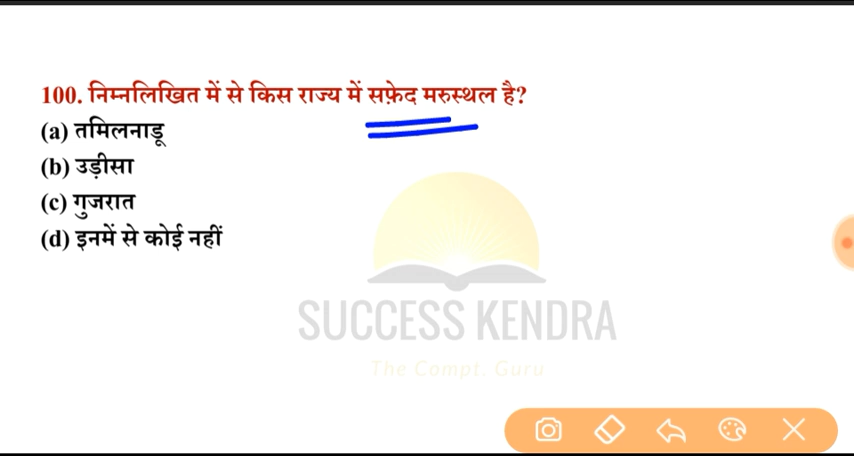 100. निम्नलिखित में से किस राज्य में सफ़ेद मरुस्थल है?
(a) तमिलनाडू
(b) उड़ीसा
(c) गुजरात
(d) इनमें से कोई नहीं
SUCCESS KENDRA
The Compt. Guru